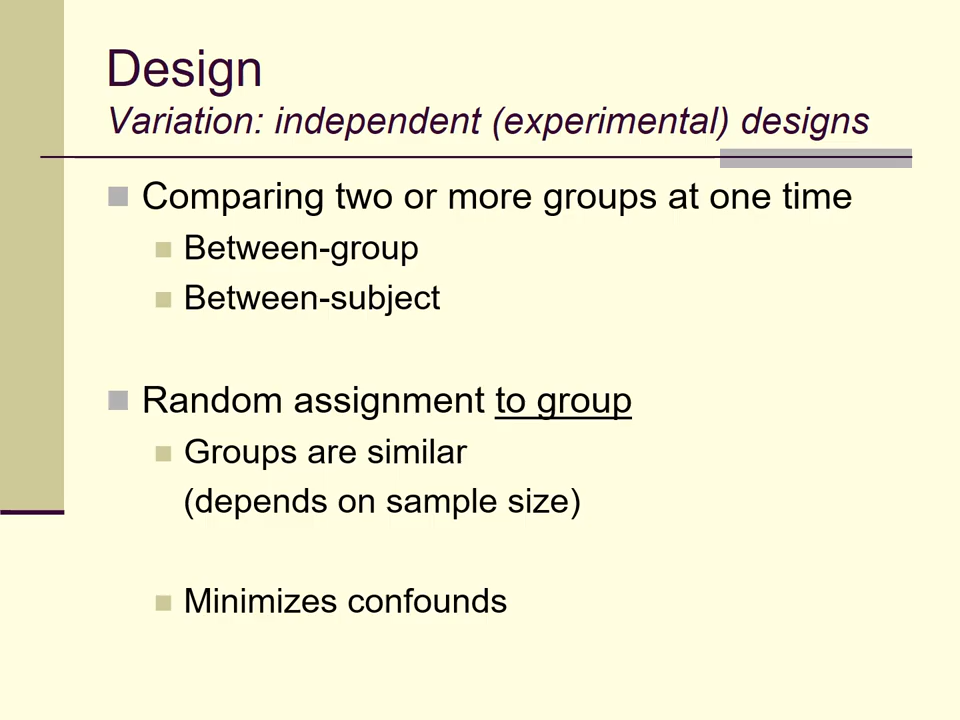 Design
Variation: independent (experimental) designs
Comparing two or more groups at one time
Between-group
Between-subject
Random assignment to group
Groups are similar
(depends on sample size)
Minimizes confounds